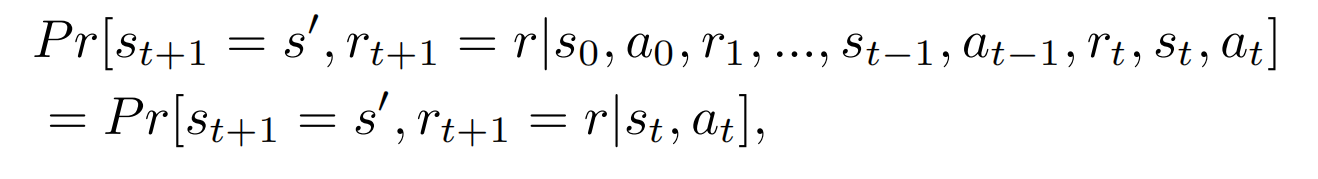 Pr[s_{t+1} = s', r_{t+1} = r|s_0, a_0, r_1, ..., s_{t-1}, a_{t-1}, r_t, s_t, a_t]
= Pr[s_{t+1} = s', r_{t+1} = r|s_t, a_t],